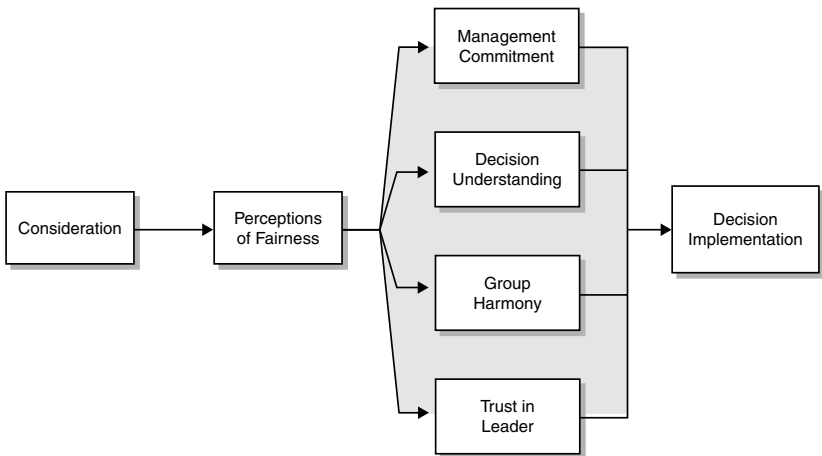 Consideration
Perceptions
of Fairness
Management
Commitment
Decision
Understanding
Group
Harmony
Trust in
Leader
Decision
Implementation